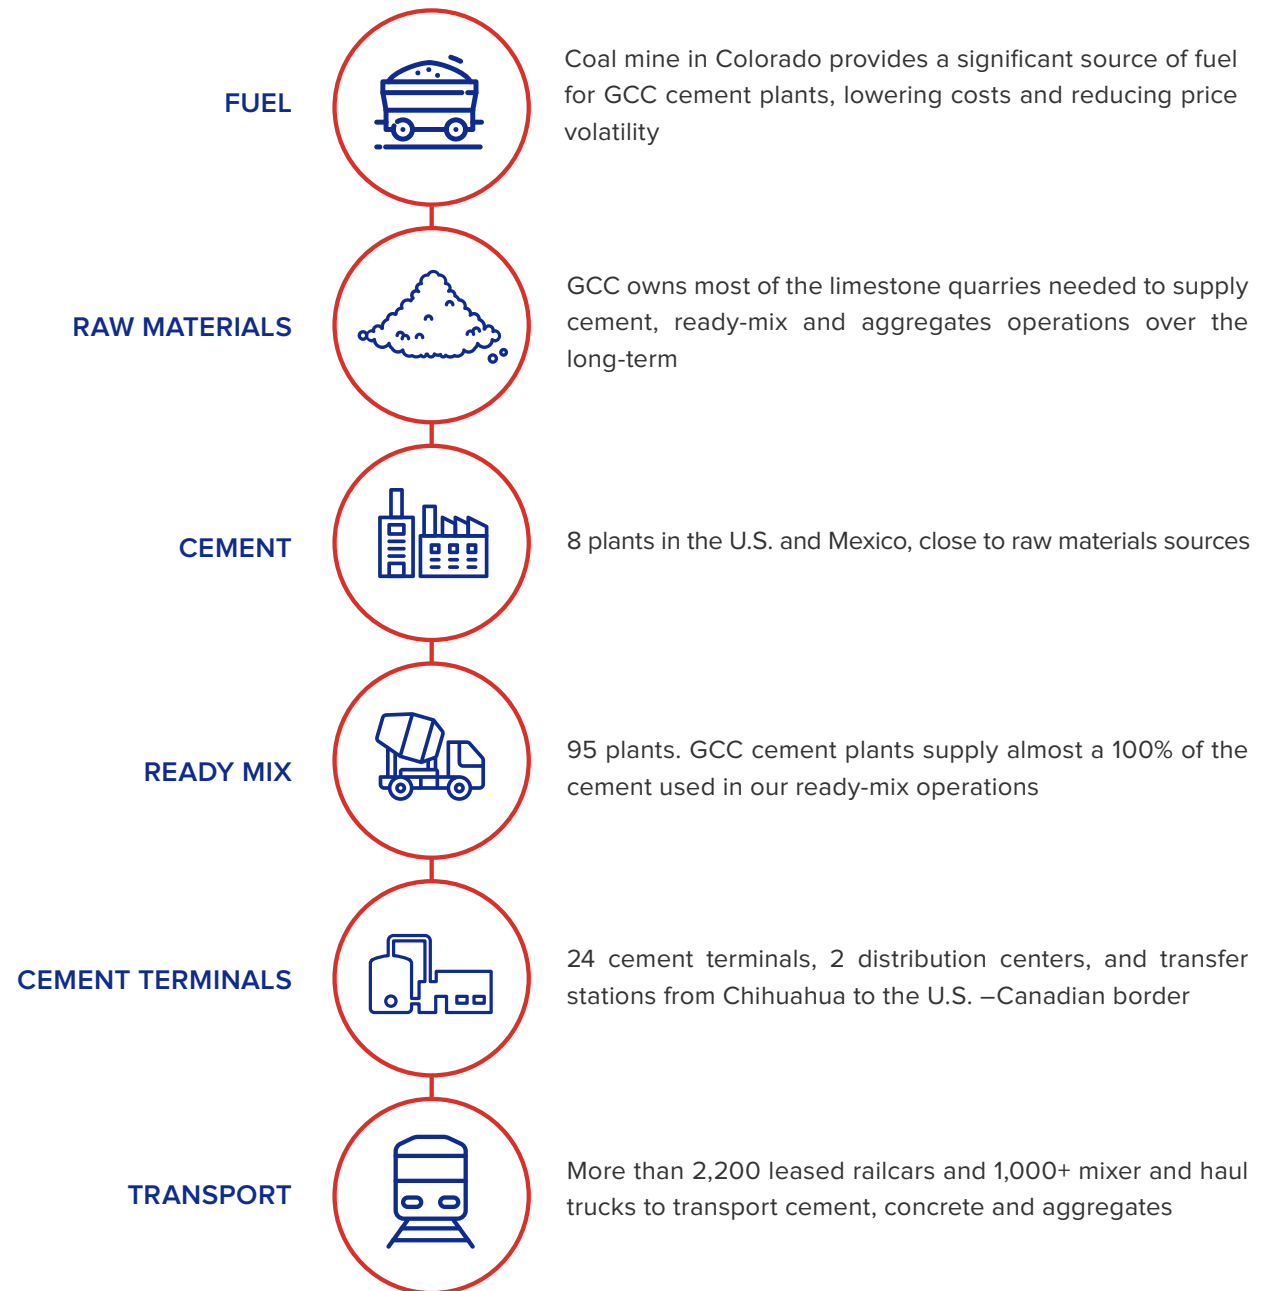 FUEL
Coal mine in Colorado provides a significant source of fuel
for GCC cement plants, lowering costs and reducing price
volatility
RAW MATERIALS
GCC owns most of the limestone quarries needed to supply
cement, ready-mix and aggregates operations over the
long-term
CEMENT
8 plants in the U.S. and Mexico, close to raw materials sources
READY MIX
95 plants. GCC cement plants supply almost a 100% of the
cement used in our ready-mix operations
CEMENT TERMINALS
24 cement terminals, 2 distribution centers, and transfer
stations from Chihuahua to the U.S. –Canadian border
TRANSPORT
More than 2,200 leased railcars and 1,000+ mixer and haul
trucks to transport cement, concrete and aggregates